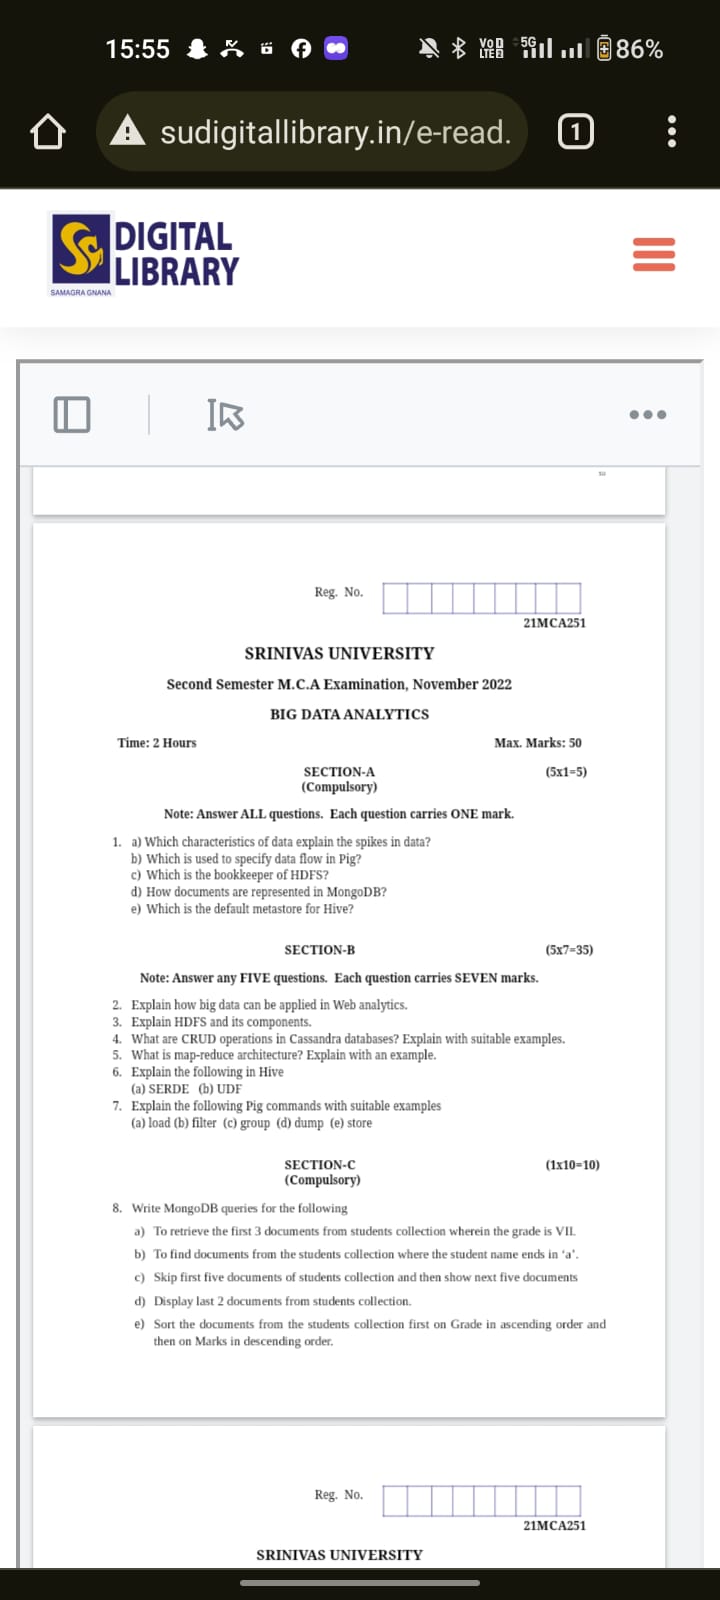 15:55
VoD LTE2 5G 86%
sudigitallibrary.in/e-read.
1
DIGITAL
LIBRARY
SAMAGRA GNANA
Reg. No.
21MCA251
SRINIVAS UNIVERSITY
Second Semester M.C.A Examination, November 2022
BIG DATA ANALYTICS
Time: 2 Hours Max. Marks: 50
SECTION-A (5x1=5)
(Compulsory)
Note: Answer ALL questions. Each question carries ONE mark.
1. a) Which characteristics of data explain the spikes in data?
b) Which is used to specify data flow in Pig?
c) Which is the bookkeeper of HDFS?
d) How documents are represented in MongoDB?
e) Which is the default metastore for Hive?
SECTION-B (5x7=35)
Note: Answer any FIVE questions. Each question carries SEVEN marks.
2. Explain how big data can be applied in Web analytics.
3. Explain HDFS and its components.
4. What are CRUD operations in Cassandra databases? Explain with suitable examples.
5. What is map-reduce architecture? Explain with an example.
6. Explain the following in Hive
(a) SERDE (b) UDF
7. Explain the following Pig commands with suitable examples
(a) load (b) filter (c) group (d) dump (e) store
SECTION-C (1x10=10)
(Compulsory)
8. Write MongoDB queries for the following
a) To retrieve the first 3 documents from students collection wherein the grade is VII.
b) To find documents from the students collection where the student name ends in 'a'.
c) Skip first five documents of students collection and then show next five documents
d) Display last 2 documents from students collection.
e) Sort the documents from the students collection first on Grade in ascending order and
then on Marks in descending order.
Reg. No.
21MCA251
SRINIVAS UNIVERSITY